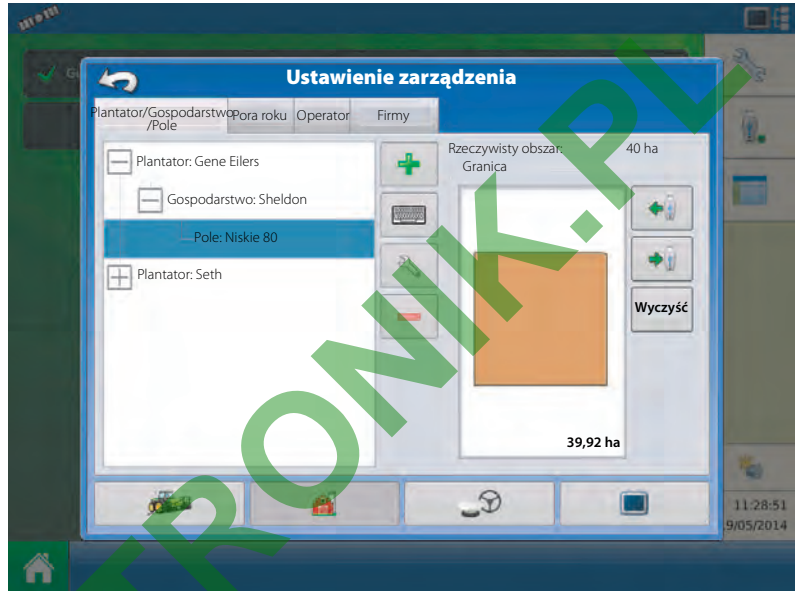 Ustawienie zarządzenia
Plantator/Gospodarstwo
/Pole
Pora roku
Operator
Firmy
Plantator: Gene Eilers
Gospodarstwo: Sheldon
Pole: Niskie 80
Plantator: Seth
Rzeczywisty obszar: 40 ha
Granica
Wyczyść
39,92 ha
11:28:51
9/05/2014
TRONIK.PL